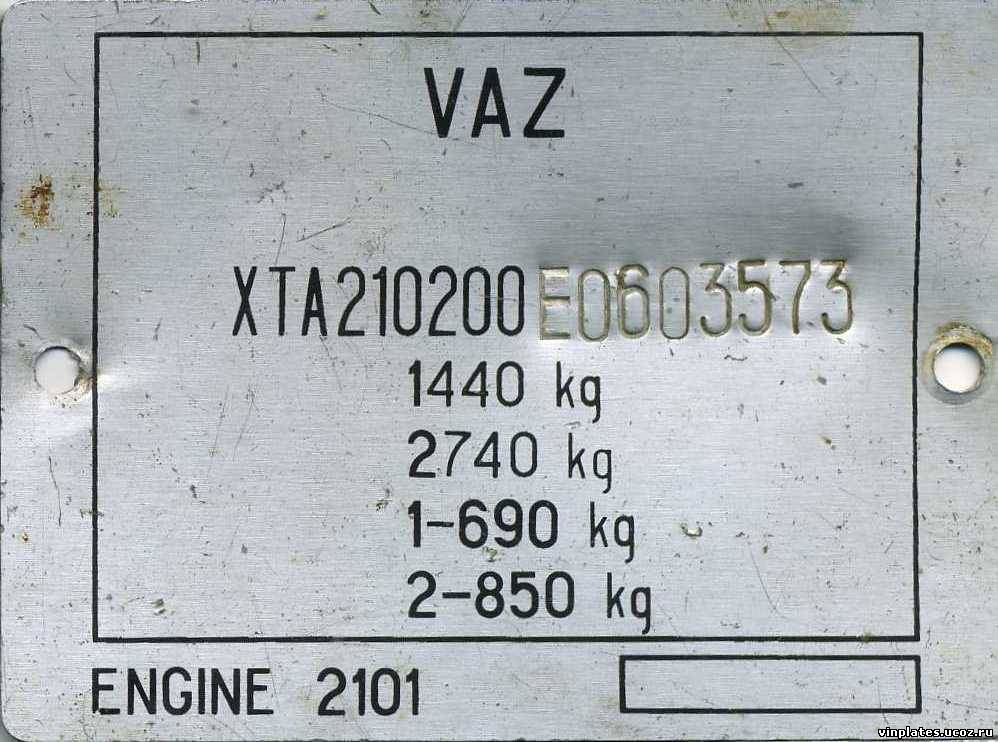 VAZ
XTA210200E0603573
1440 kg
2740 kg
1-690 kg
2-850 kg
ENGINE 2101
vinplates.ucoz.ru